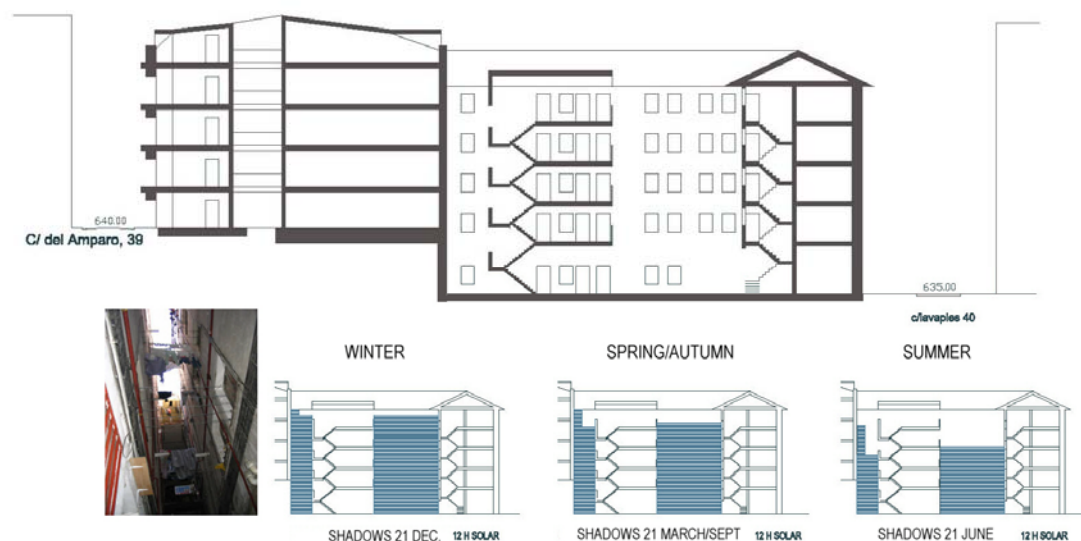 640.00
C/ del Amparo, 39
635.00
c/lavapies 40
WINTER
SPRING/AUTUMN
SUMMER
SHADOWS 21 DEC. 12 H SOLAR
SHADOWS 21 MARCH/SEPT 12 H SOLAR
SHADOWS 21 JUNE 12 H SOLAR